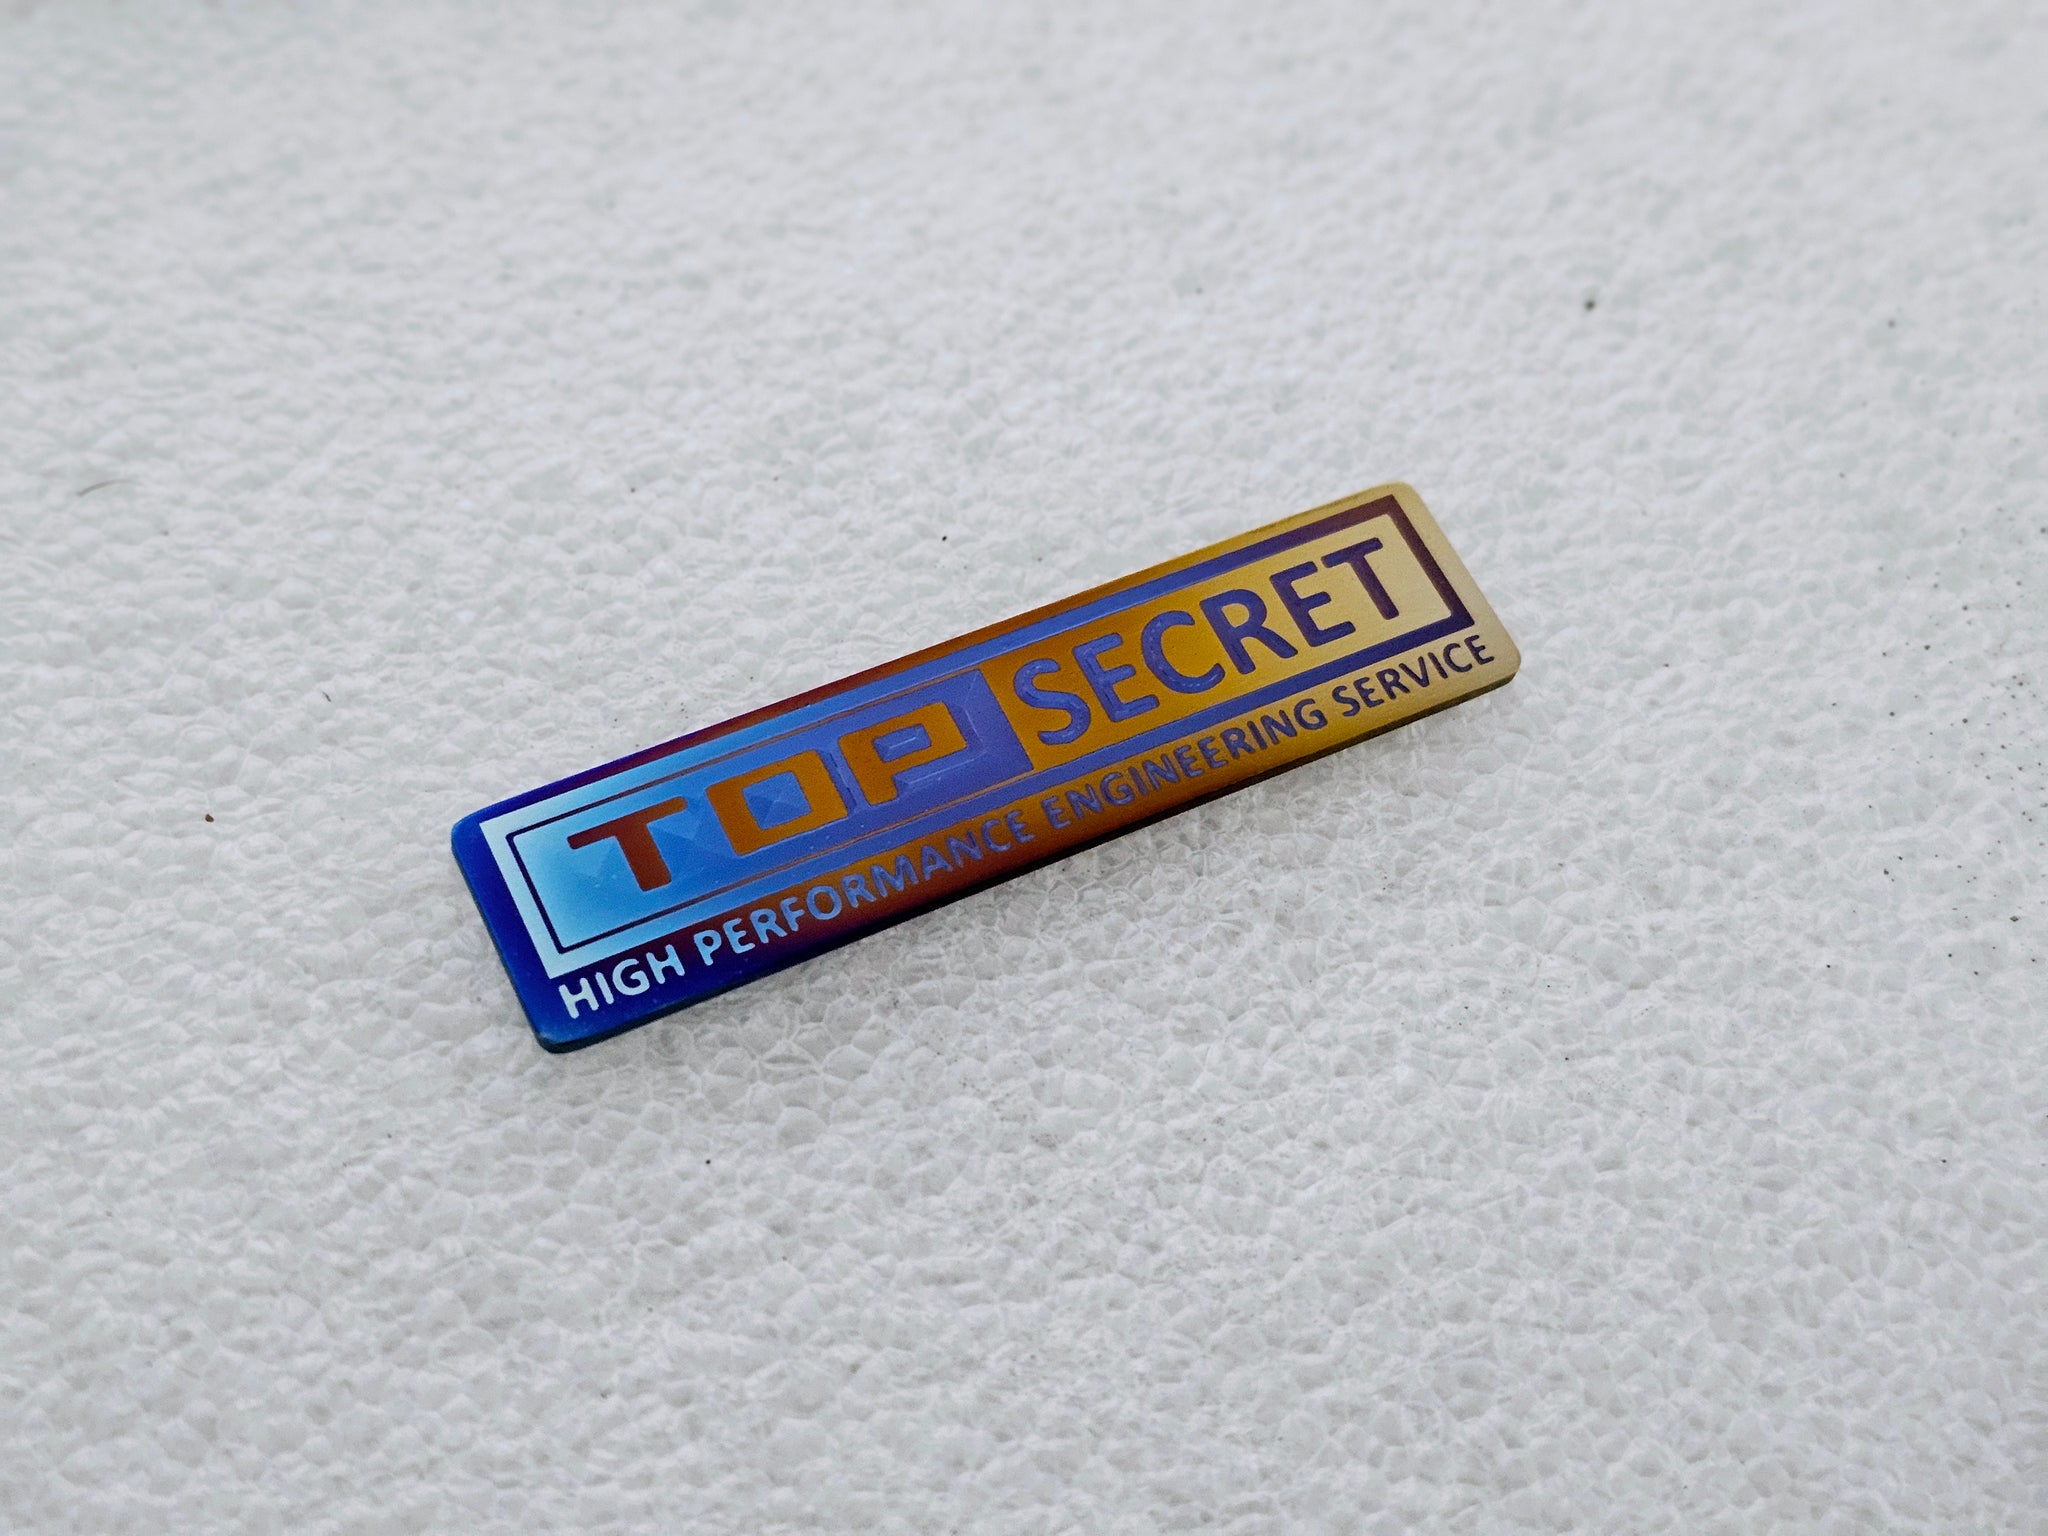 TOP SECRET
HIGH PERFORMANCE ENGINEERING SERVICE